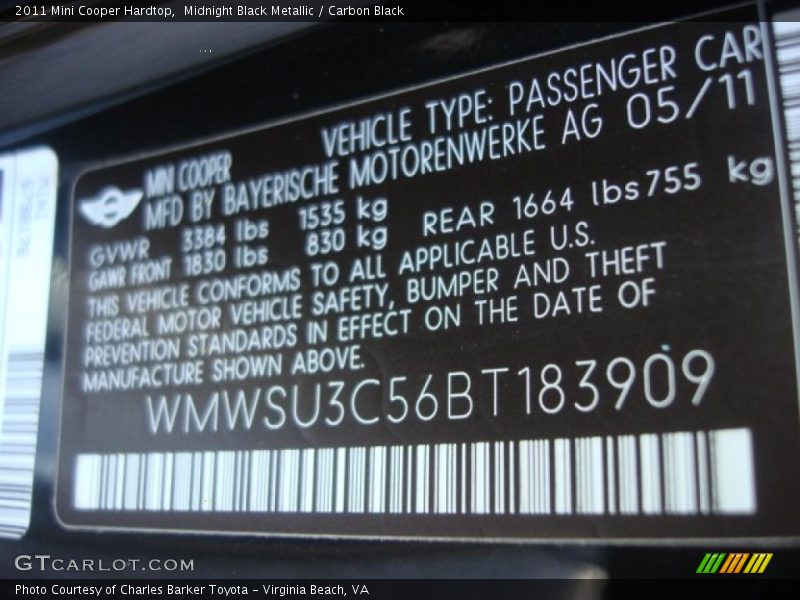 2011 Mini Cooper Hardtop,  Midnight Black Metallic / Carbon Black
VEHICLE TYPE: PASSENGER CAR
MINI COOPER
MFD BY BAYERISCHE MOTORENWERKE AG 05/11
GVWR 3384 lbs 1535 kg
GAWR FRONT 1830 lbs 830 kg REAR 1664 lbs 755 kg
THIS VEHICLE CONFORMS TO ALL APPLICABLE U.S.
FEDERAL MOTOR VEHICLE SAFETY, BUMPER AND THEFT
PREVENTION STANDARDS IN EFFECT ON THE DATE OF
MANUFACTURE SHOWN ABOVE.
WMWSU3C56BT183909
GTCARLOT.COM
Photo Courtesy of Charles Barker Toyota - Virginia Beach, VA